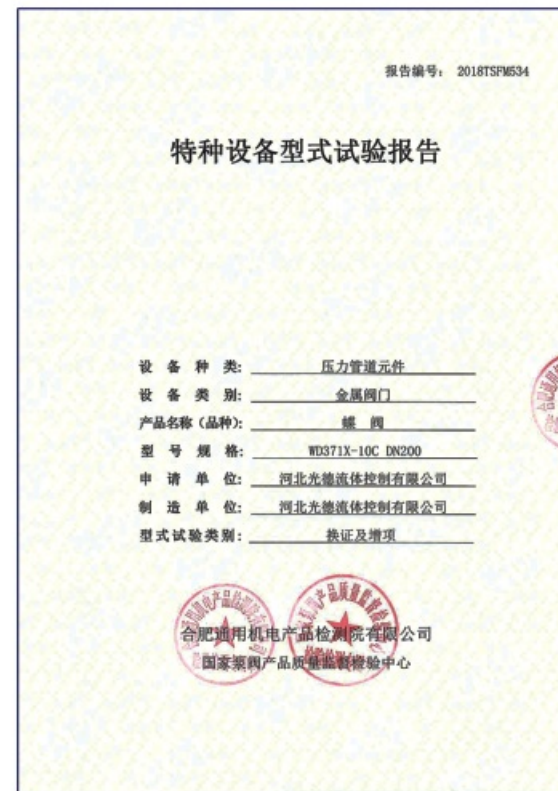 报告编号: 2018TSFM534
特种设备型式试验报告
设备种类: 压力管道元件
设备类别: 金属阀门
产品名称(品种): 蝶 阀
型号规格: WD371X-10C DN200
申请单位: 河北光德流体控制有限公司
制造单位: 河北光德流体控制有限公司
型式试验类别: 换证及增项
合肥通用机电产品检测院有限公司
国家泵阀产品质量监督检验中心